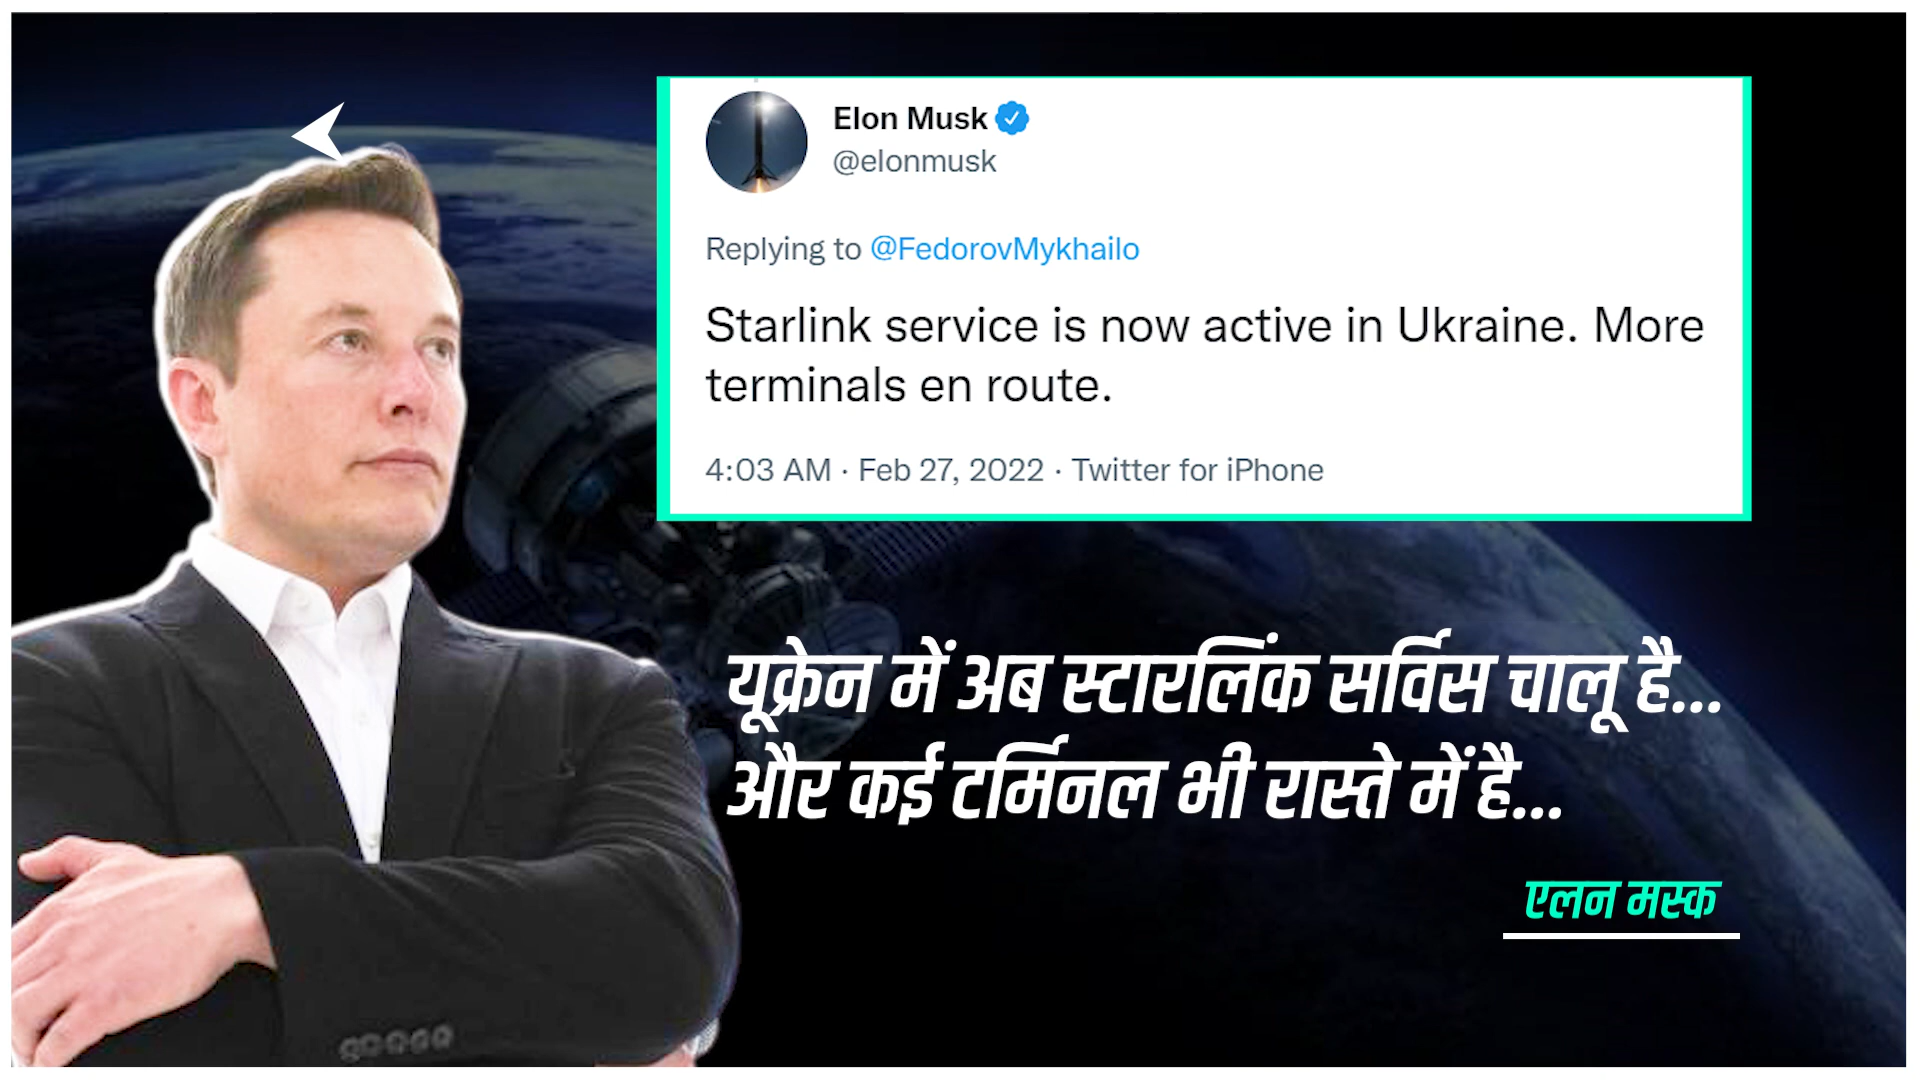 Elon Musk
@elonmusk
Replying to @FedorovMykhailo
Starlink service is now active in Ukraine. More
terminals en route.
4:03 AM · Feb 27, 2022 · Twitter for iPhone
यूक्रेन में अब स्टारलिंक सर्विस चालू है...
और कई टर्मिनल भी रास्ते में है...
एलन मस्क